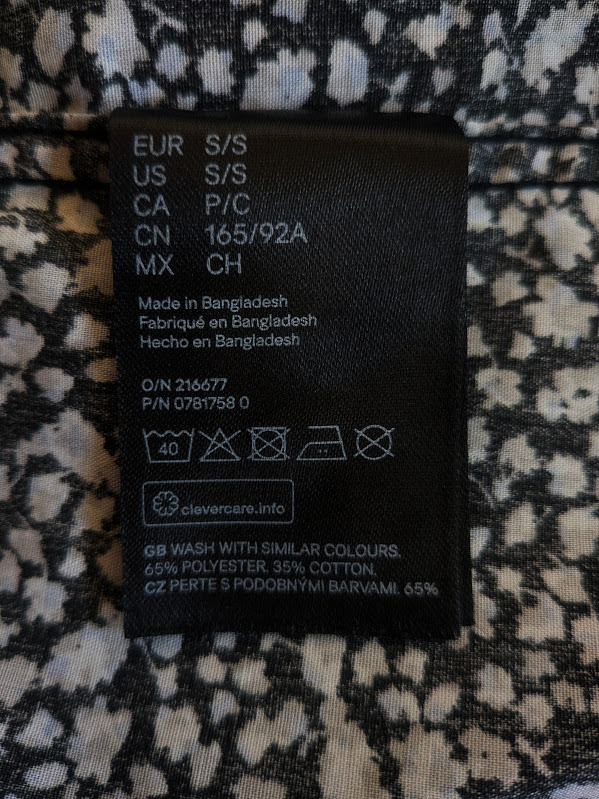 EUR S/S
US S/S
CA P/C
CN 165/92A
MX CH
Made in Bangladesh
Fabriqué en Bangladesh
Hecho en Bangladesh
O/N 216677
P/N 0781758 0
40
clevercare.info
GB WASH WITH SIMILAR COLOURS.
65% POLYESTER. 35% COTTON.
CZ PERTE S PODOBNÝMI BARVAMI. 65%